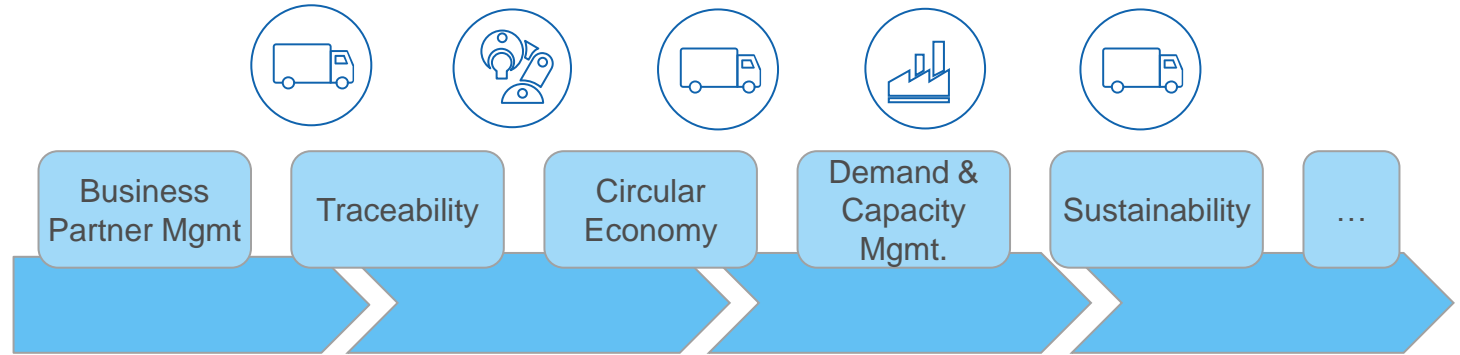 Business
Partner Mgmt
Traceability
Circular
Economy
Demand &
Capacity
Mgmt.
Sustainability
…